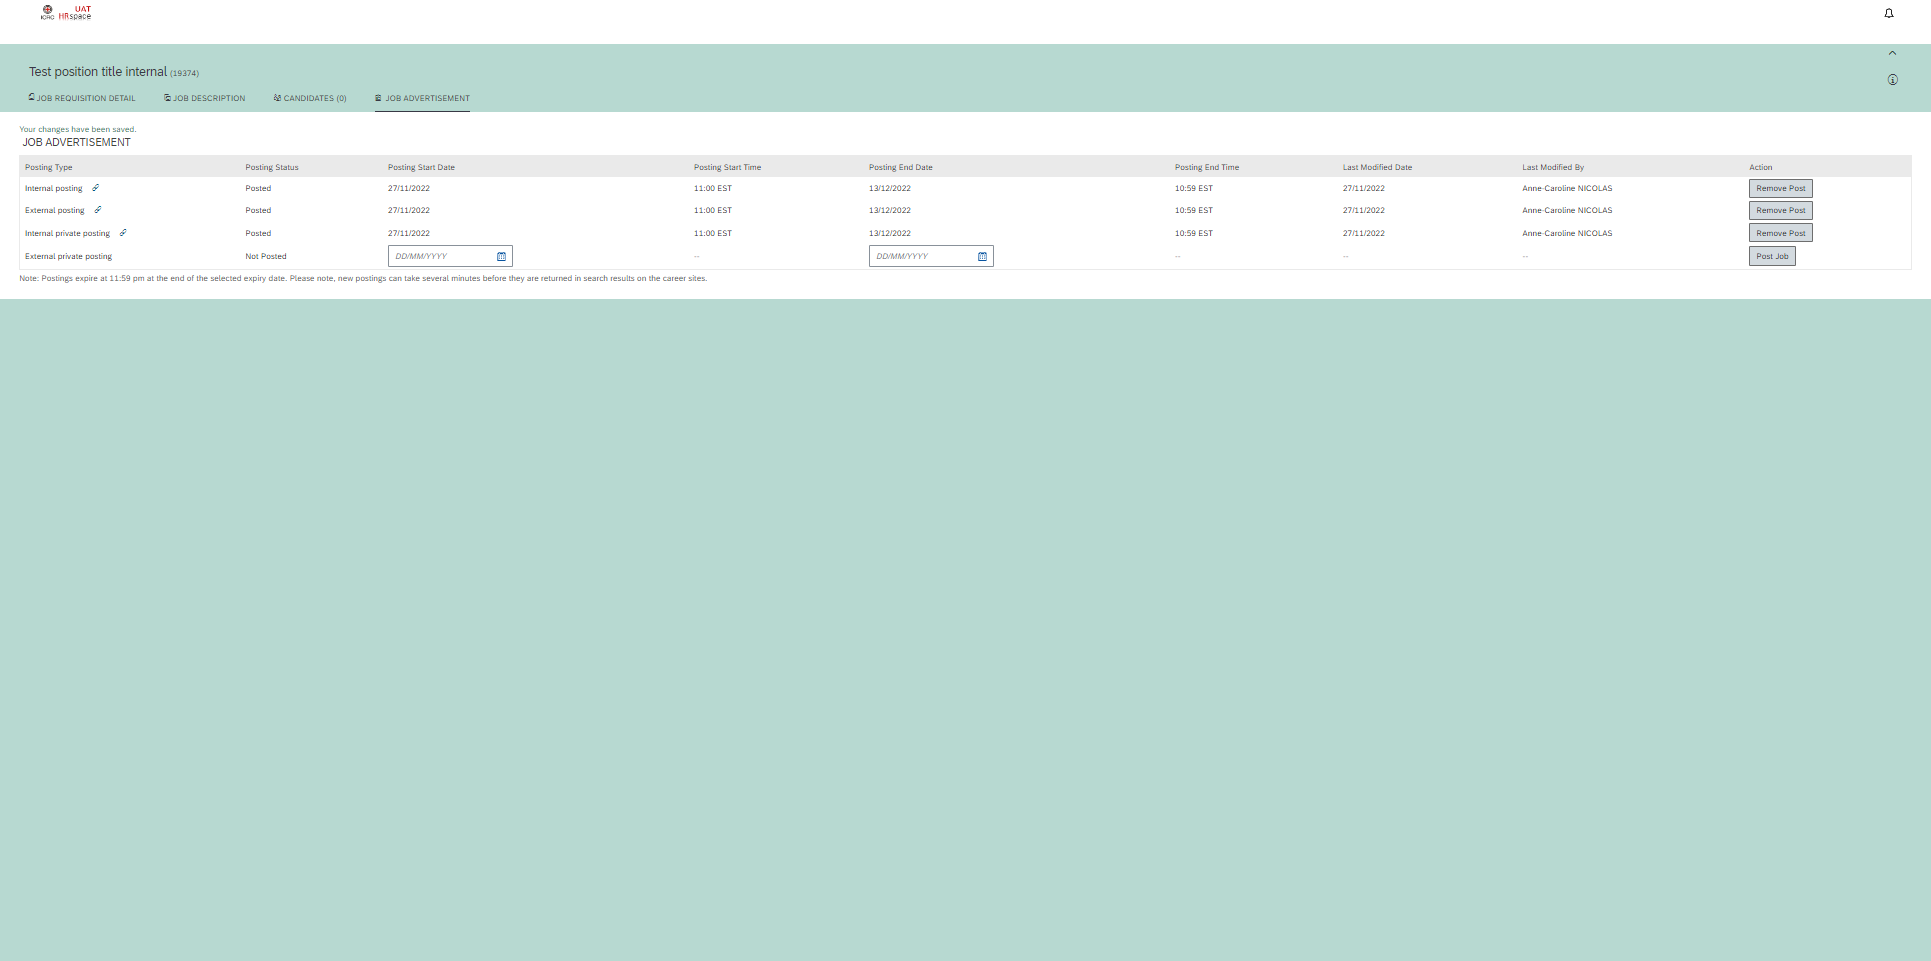 UAT
ICRC HRspace
Test position title internal (19374)
JOB REQUISITION DETAIL JOB DESCRIPTION CANDIDATES (0) JOB ADVERTISEMENT
Your changes have been saved.
JOB ADVERTISEMENT
Posting Type Posting Status Posting Start Date Posting Start Time Posting End Date Posting End Time Last Modified Date Last Modified By Action
Internal posting Posted 27/11/2022 11:00 EST 13/12/2022 10:59 EST 27/11/2022 Anne-Caroline NICOLAS Remove Post
External posting Posted 27/11/2022 11:00 EST 13/12/2022 10:59 EST 27/11/2022 Anne-Caroline NICOLAS Remove Post
Internal private posting Posted 27/11/2022 11:00 EST 13/12/2022 10:59 EST 27/11/2022 Anne-Caroline NICOLAS Remove Post
External private posting Not Posted DD/MM/YYYY -- DD/MM/YYYY -- -- -- Post Job
Note: Postings expire at 11:59 pm at the end of the selected expiry date. Please note, new postings can take several minutes before they are returned in search results on the career sites.